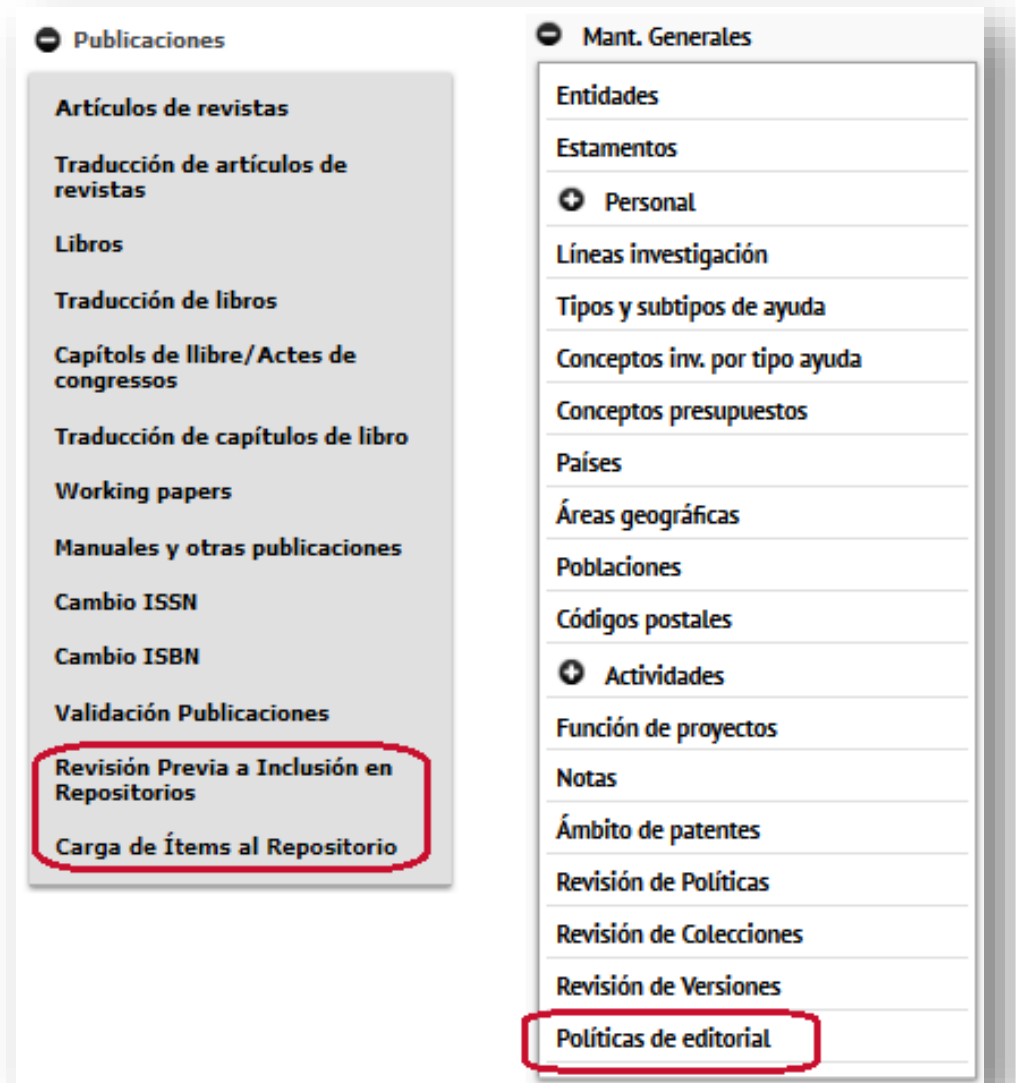 Publicaciones
Artículos de revistas
Traducción de artículos de
revistas
Libros
Traducción de libros
Capítols de llibre/Actes de
congressos
Traducción de capítulos de libro
Working papers
Manuales y otras publicaciones
Cambio ISSN
Cambio ISBN
Validación Publicaciones
Revisión Previa a Inclusión en
Repositorios
Carga de Ítems al Repositorio
Mant. Generales
Entidades
Estamentos
Personal
Líneas investigación
Tipos y subtipos de ayuda
Conceptos inv. por tipo ayuda
Conceptos presupuestos
Países
Áreas geográficas
Poblaciones
Códigos postales
Actividades
Función de proyectos
Notas
Ámbito de patentes
Revisión de Políticas
Revisión de Colecciones
Revisión de Versiones
Políticas de editorial